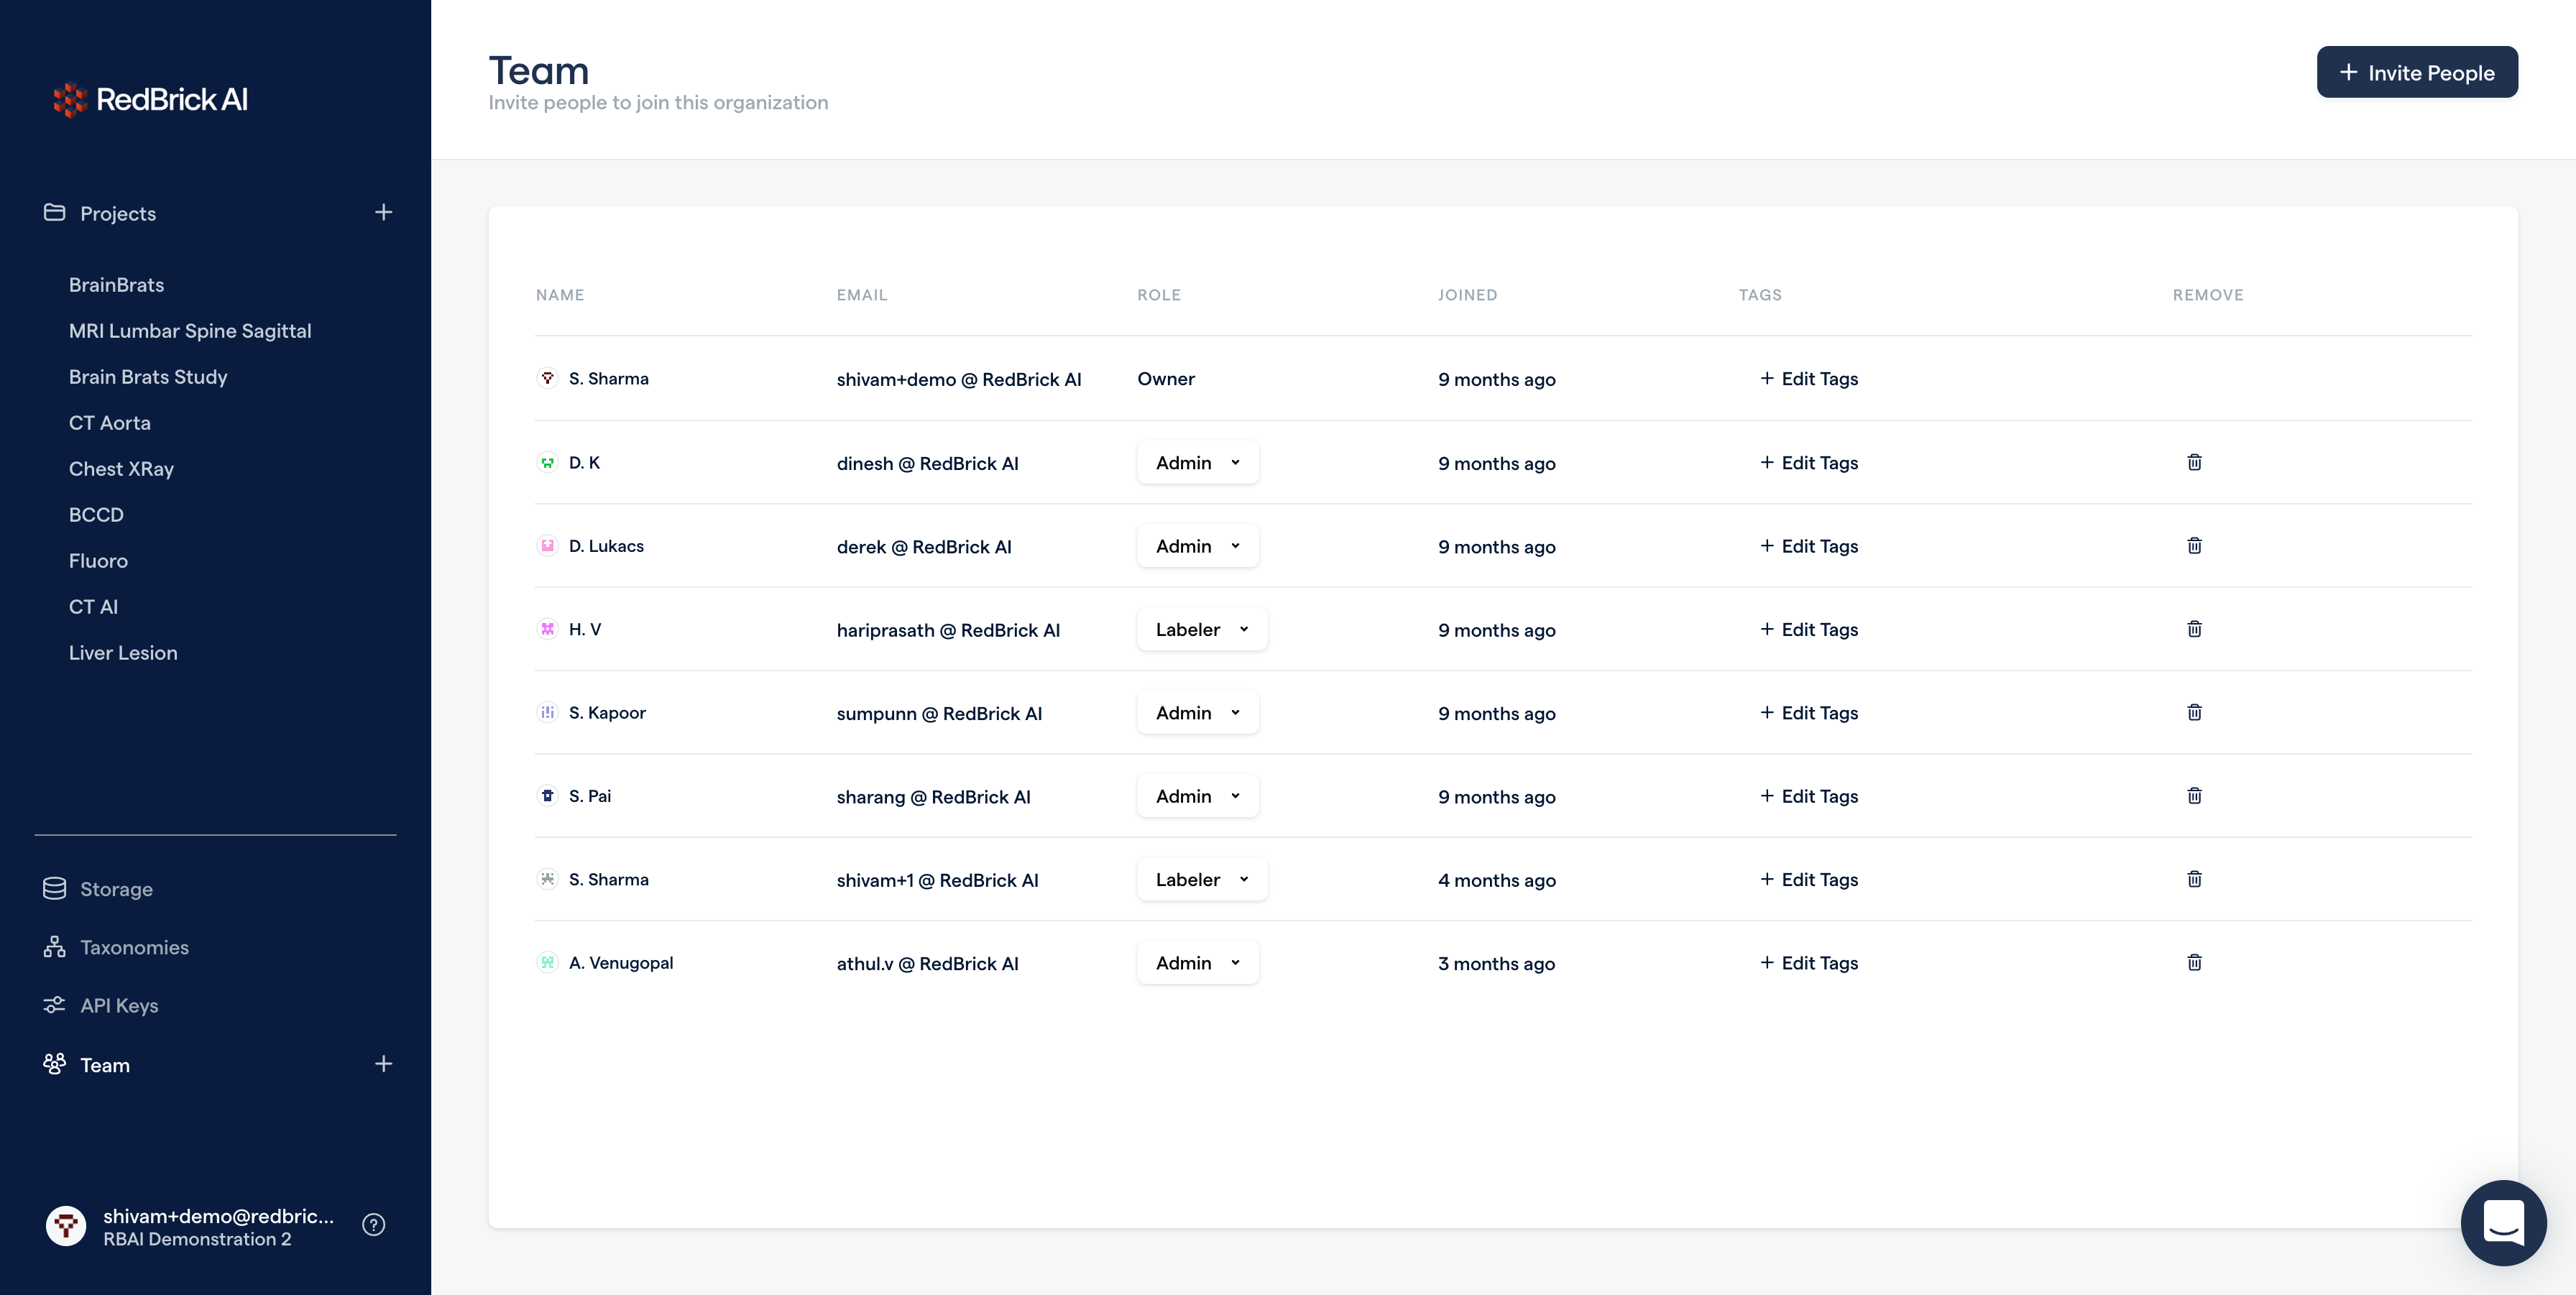 RedBrick AI
Projects
BrainBrats
MRI Lumbar Spine Sagittal
Brain Brats Study
CT Aorta
Chest XRay
BCCD
Fluoro
CT AI
Liver Lesion
Storage
Taxonomies
API Keys
Team
shivam+demo@redbric...
RBAI Demonstration 2
Team
Invite people to join this organization
Invite People
NAME EMAIL ROLE JOINED TAGS REMOVE
S. Sharma shivam+demo @ RedBrick AI Owner 9 months ago + Edit Tags
D. K dinesh @ RedBrick AI Admin 9 months ago + Edit Tags
D. Lukacs derek @ RedBrick AI Admin 9 months ago + Edit Tags
H. V hariprasath @ RedBrick AI Labeler 9 months ago + Edit Tags
S. Kapoor sumpunn @ RedBrick AI Admin 9 months ago + Edit Tags
S. Pai sharang @ RedBrick AI Admin 9 months ago + Edit Tags
S. Sharma shivam+1 @ RedBrick AI Labeler 4 months ago + Edit Tags
A. Venugopal athul.v @ RedBrick AI Admin 3 months ago + Edit Tags